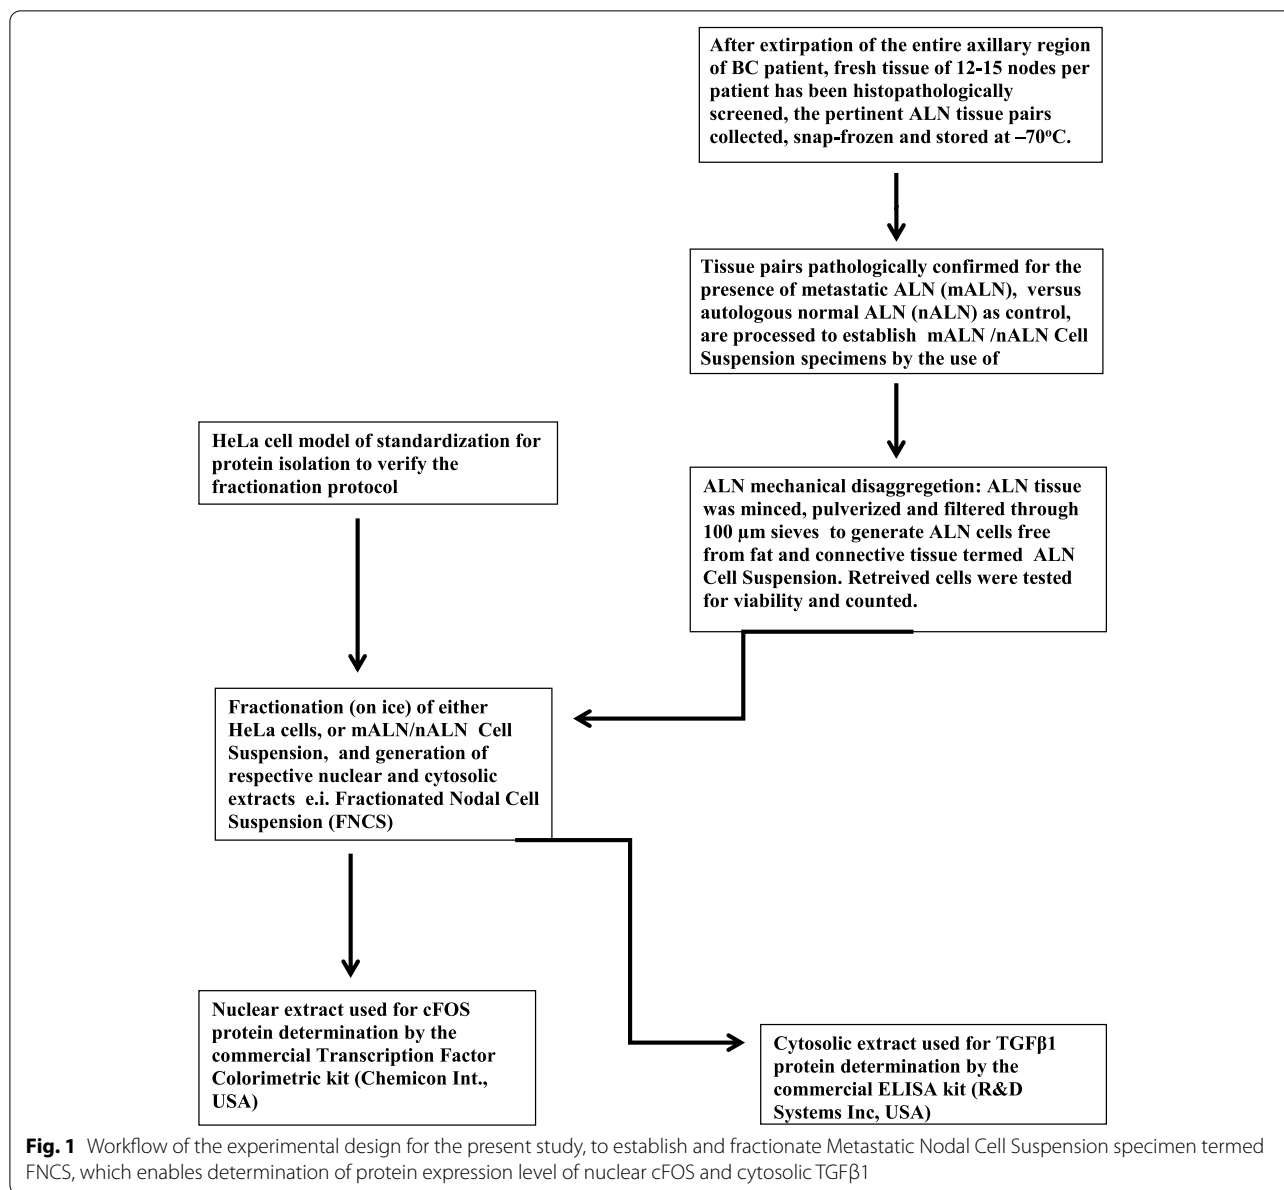 After extirpation of the entire axillary region
of BC patient, fresh tissue of 12-15 nodes per
patient has been histopathologically
screened, the pertinent ALN tissue pairs
collected, snap-frozen and stored at –70°C.
Tissue pairs pathologically confirmed for the
presence of metastatic ALN (mALN), versus
autologous normal ALN (nALN) as control,
are processed to establish mALN /nALN Cell
Suspension specimens by the use of
HeLa cell model of standardization for
protein isolation to verify the
fractionation protocol
ALN mechanical disaggregetion: ALN tissue
was minced, pulverized and filtered through
100 µm sieves to generate ALN cells free
from fat and connective tissue termed ALN
Cell Suspension. Retreived cells were tested
for viability and counted.
Fractionation (on ice) of either
HeLa cells, or mALN/nALN Cell
Suspension, and generation of
respective nuclear and cytosolic
extracts e.i. Fractionated Nodal Cell
Suspension (FNCS)
Nuclear extract used for cFOS
protein determination by the
commercial Transcription Factor
Colorimetric kit (Chemicon Int.,
USA)
Cytosolic extract used for TGFβ1
protein determination by the
commercial ELISA kit (R&D
Systems Inc, USA)
Fig. 1 Workflow of the experimental design for the present study, to establish and fractionate Metastatic Nodal Cell Suspension specimen termed
FNCS, which enables determination of protein expression level of nuclear cFOS and cytosolic TGFβ1